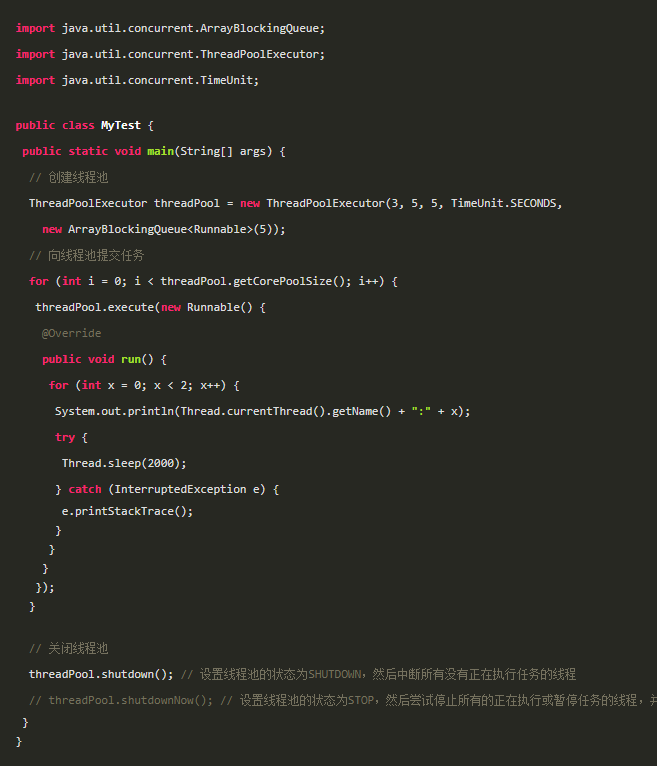 import java.util.concurrent.ArrayBlockingQueue;
import java.util.concurrent.ThreadPoolExecutor;
import java.util.concurrent.TimeUnit;
public class MyTest {
public static void main(String[] args) {
// 创建线程池
ThreadPoolExecutor threadPool = new ThreadPoolExecutor(3, 5, 5, TimeUnit.SECONDS,
new ArrayBlockingQueue<Runnable>(5));
// 向线程池提交任务
for (int i = 0; i < threadPool.getCorePoolSize(); i++) {
threadPool.execute(new Runnable() {
@Override
public void run() {
for (int x = 0; x < 2; x++) {
System.out.println(Thread.currentThread().getName() + ":" + x);
try {
Thread.sleep(2000);
} catch (InterruptedException e) {
e.printStackTrace();
}
}
}
});
}
// 关闭线程池
threadPool.shutdown(); // 设置线程池的状态为SHUTDOWN，然后中断所有没有正在执行任务的线程
// threadPool.shutdownNow(); // 设置线程池的状态为STOP，然后尝试停止所有的正在执行或暂停任务的线程，
}
}